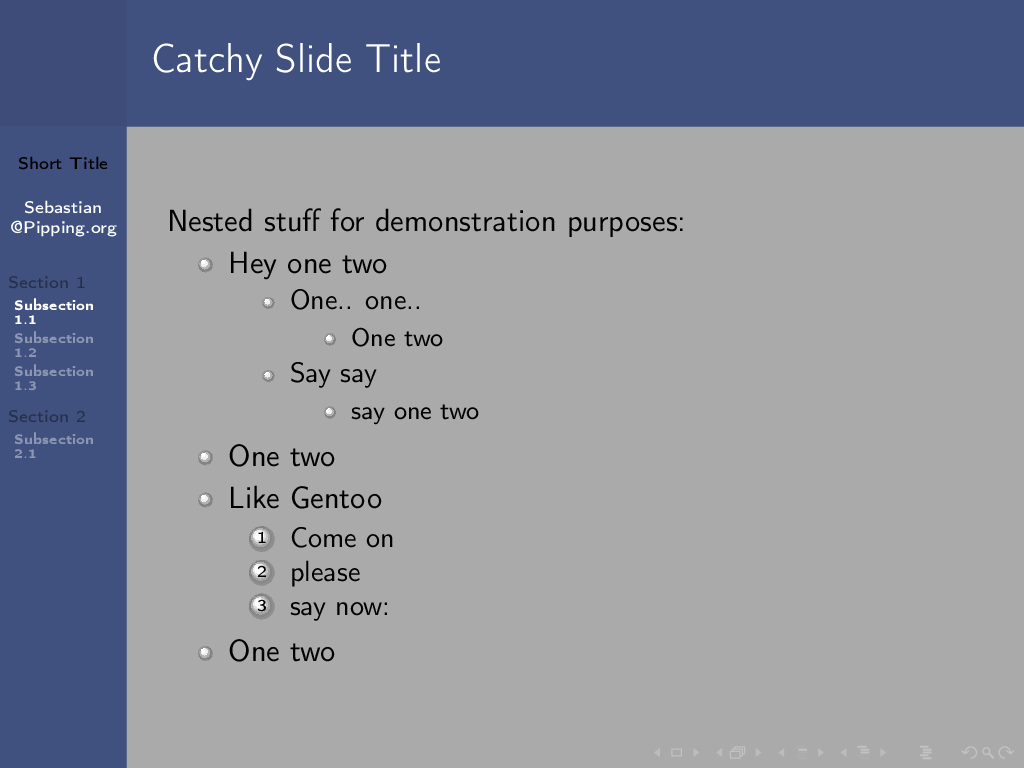 Catchy Slide Title
Short Title
Sebastian
@Pipping.org
Section 1
Subsection
1.1
Subsection
1.2
Subsection
1.3
Section 2
Subsection
2.1
Nested stuff for demonstration purposes:
Hey one two
One.. one..
One two
Say say
say one two
One two
Like Gentoo
1 Come on
2 please
3 say now:
One two